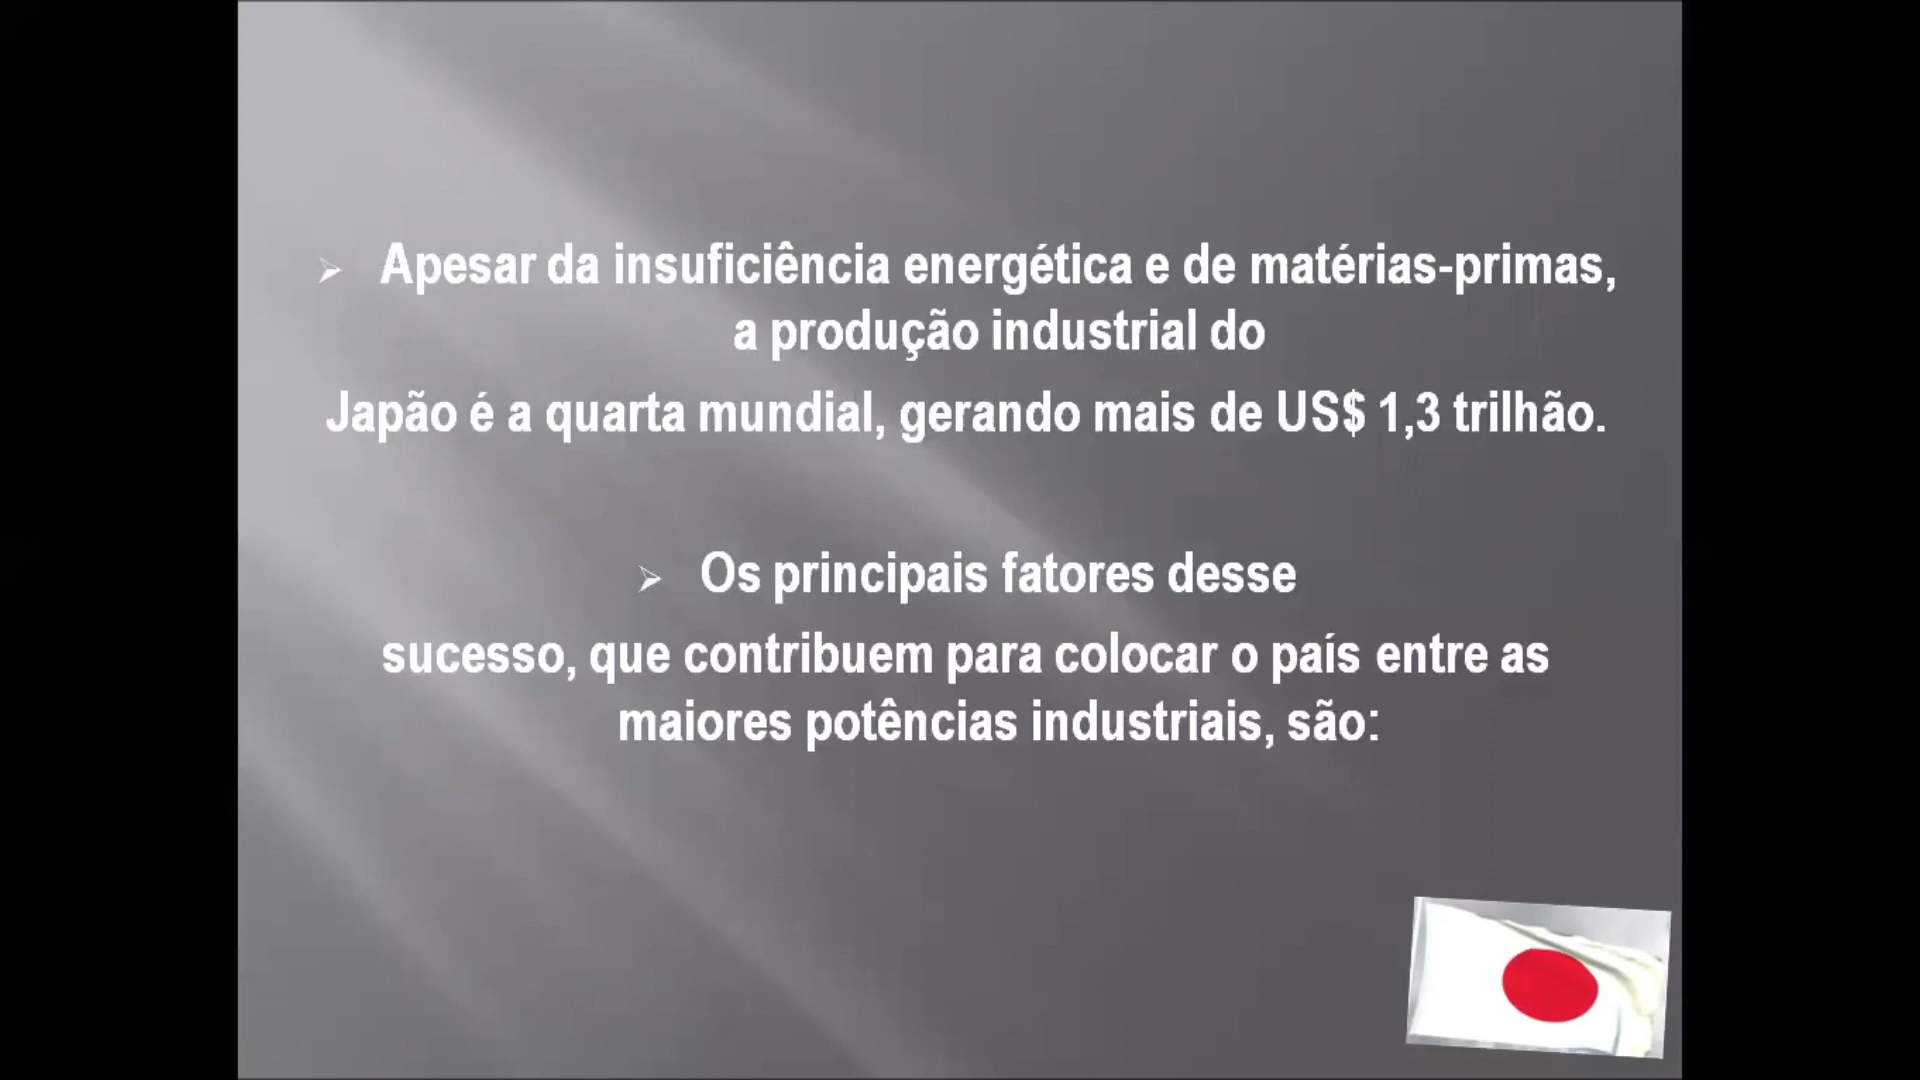 Apesar da insuficiência energética e de matérias-primas,
a produção industrial do
Japão é a quarta mundial, gerando mais de US$ 1,3 trilhão.
Os principais fatores desse
sucesso, que contribuem para colocar o país entre as
maiores potências industriais, são: